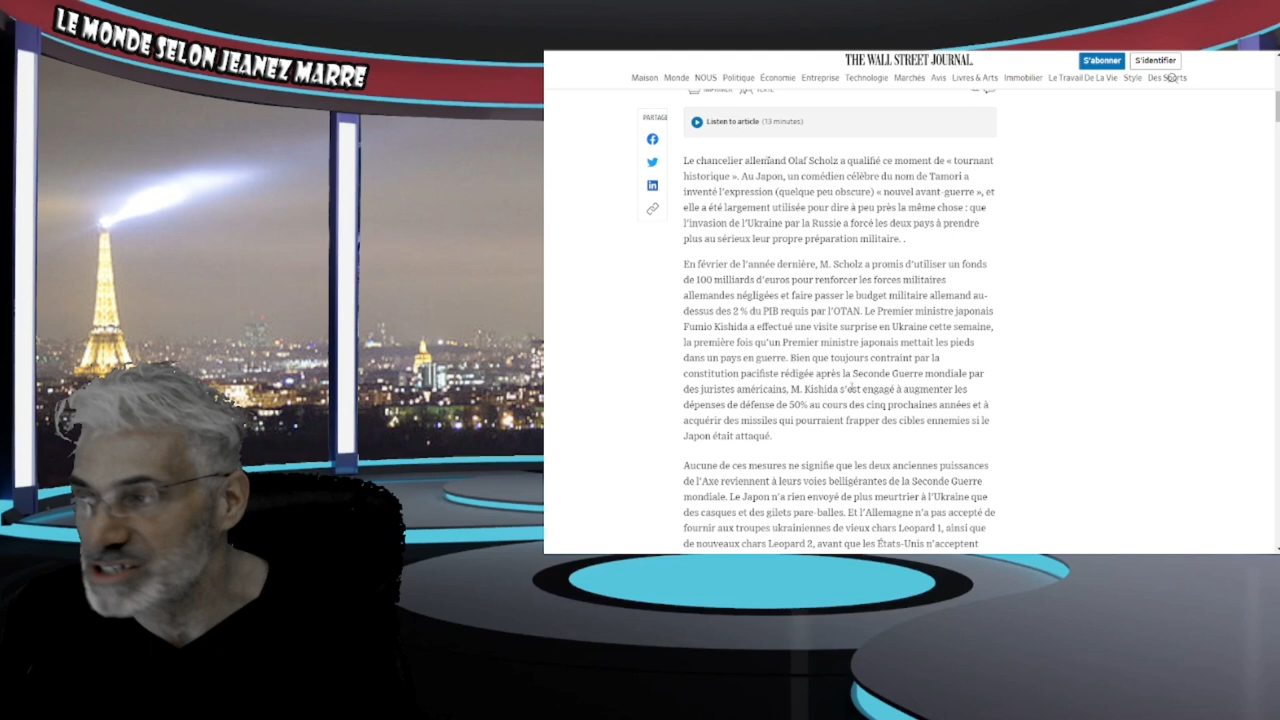 LE MONDE SELON JEANEZ MARRE
THE WALL STREET JOURNAL.
S'abonner
S'identifier
Maison Monde NOUS Politique Économie Entreprise Technologie Marchés Avis Livres & Arts Immobilier Le Travail De La Vie Style
PARTAGE
Listen to article (13 minutes)
Le chancelier allemand Olaf Scholz a qualifié ce moment de « tournant
historique ». Au Japon, un comédien célèbre du nom de Tamori a
inventé l'expression (quelque peu obscure) « nouvel avant-guerre », et
elle a été largement utilisée pour dire à peu près la même chose : que
l'invasion de l'Ukraine par la Russie a forcé les deux pays à prendre
plus au sérieux leur propre préparation militaire. .
En février de l'année dernière, M. Scholz a promis d'utiliser un fonds
de 100 milliards d'euros pour renforcer les forces militaires
allemandes négligées et faire passer le budget militaire allemand au-
dessus des 2 % du PIB requis par l'OTAN. Le Premier ministre japonais
Fumio Kishida a effectué une visite surprise en Ukraine cette semaine,
la première fois qu'un Premier ministre japonais mettait les pieds
dans un pays en guerre. Bien que toujours contraint par la
constitution pacifiste rédigée après la Seconde Guerre mondiale par
des juristes américains, M. Kishida s'est engagé à augmenter les
dépenses de défense de 50% au cours des cinq prochaines années et à
acquérir des missiles qui pourraient frapper des cibles ennemies si le
Japon était attaqué.
Aucune de ces mesures ne signifie que les deux anciennes puissances
de l'Axe reviennent à leurs voies belligérantes de la Seconde Guerre
mondiale. Le Japon n'a rien envoyé de plus meurtrier à l'Ukraine que
des casques et des gilets pare-balles. Et l'Allemagne n'a pas accepté de
fournir aux troupes ukrainiennes de vieux chars Leopard 1, ainsi que
de nouveaux chars Leopard 2, avant que les États-Unis n'acceptent